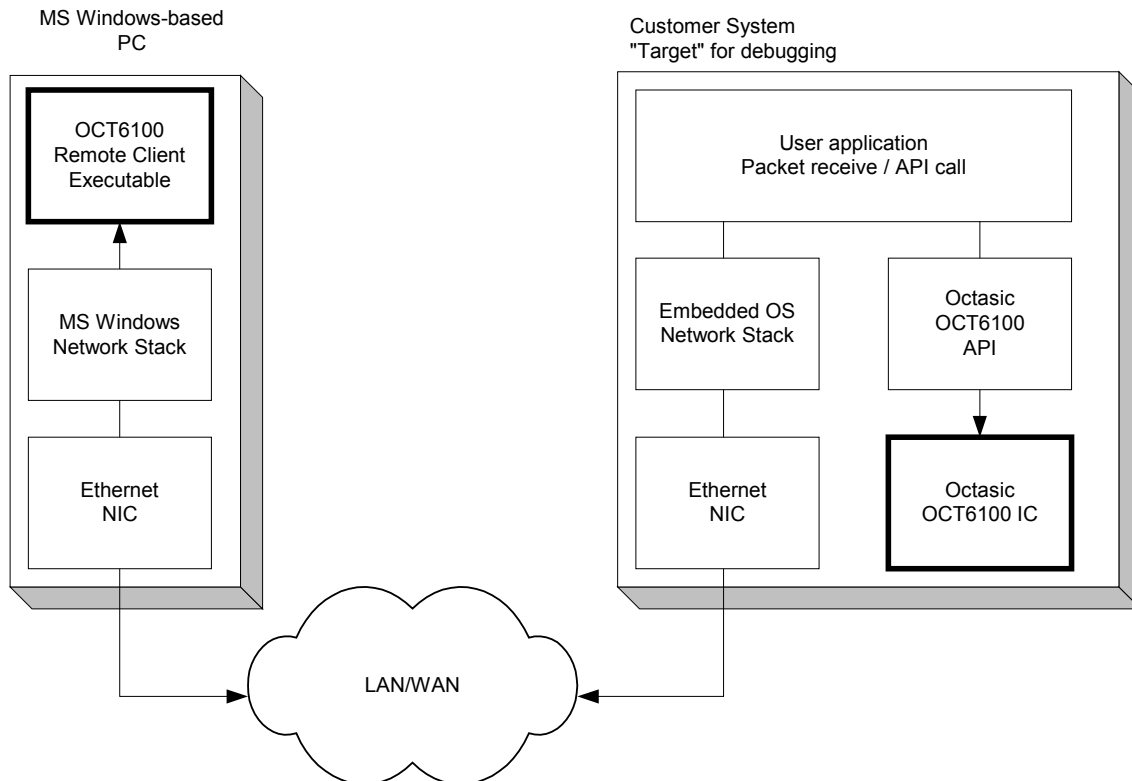 MS Windows-based
PC
OCT6100
Remote Client
Executable
MS Windows
Network Stack
Ethernet
NIC
Customer System
"Target" for debugging
User application
Packet receive / API call
Embedded OS
Network Stack
Octasic
OCT6100
API
Ethernet
NIC
Octasic
OCT6100 IC
LAN/WAN